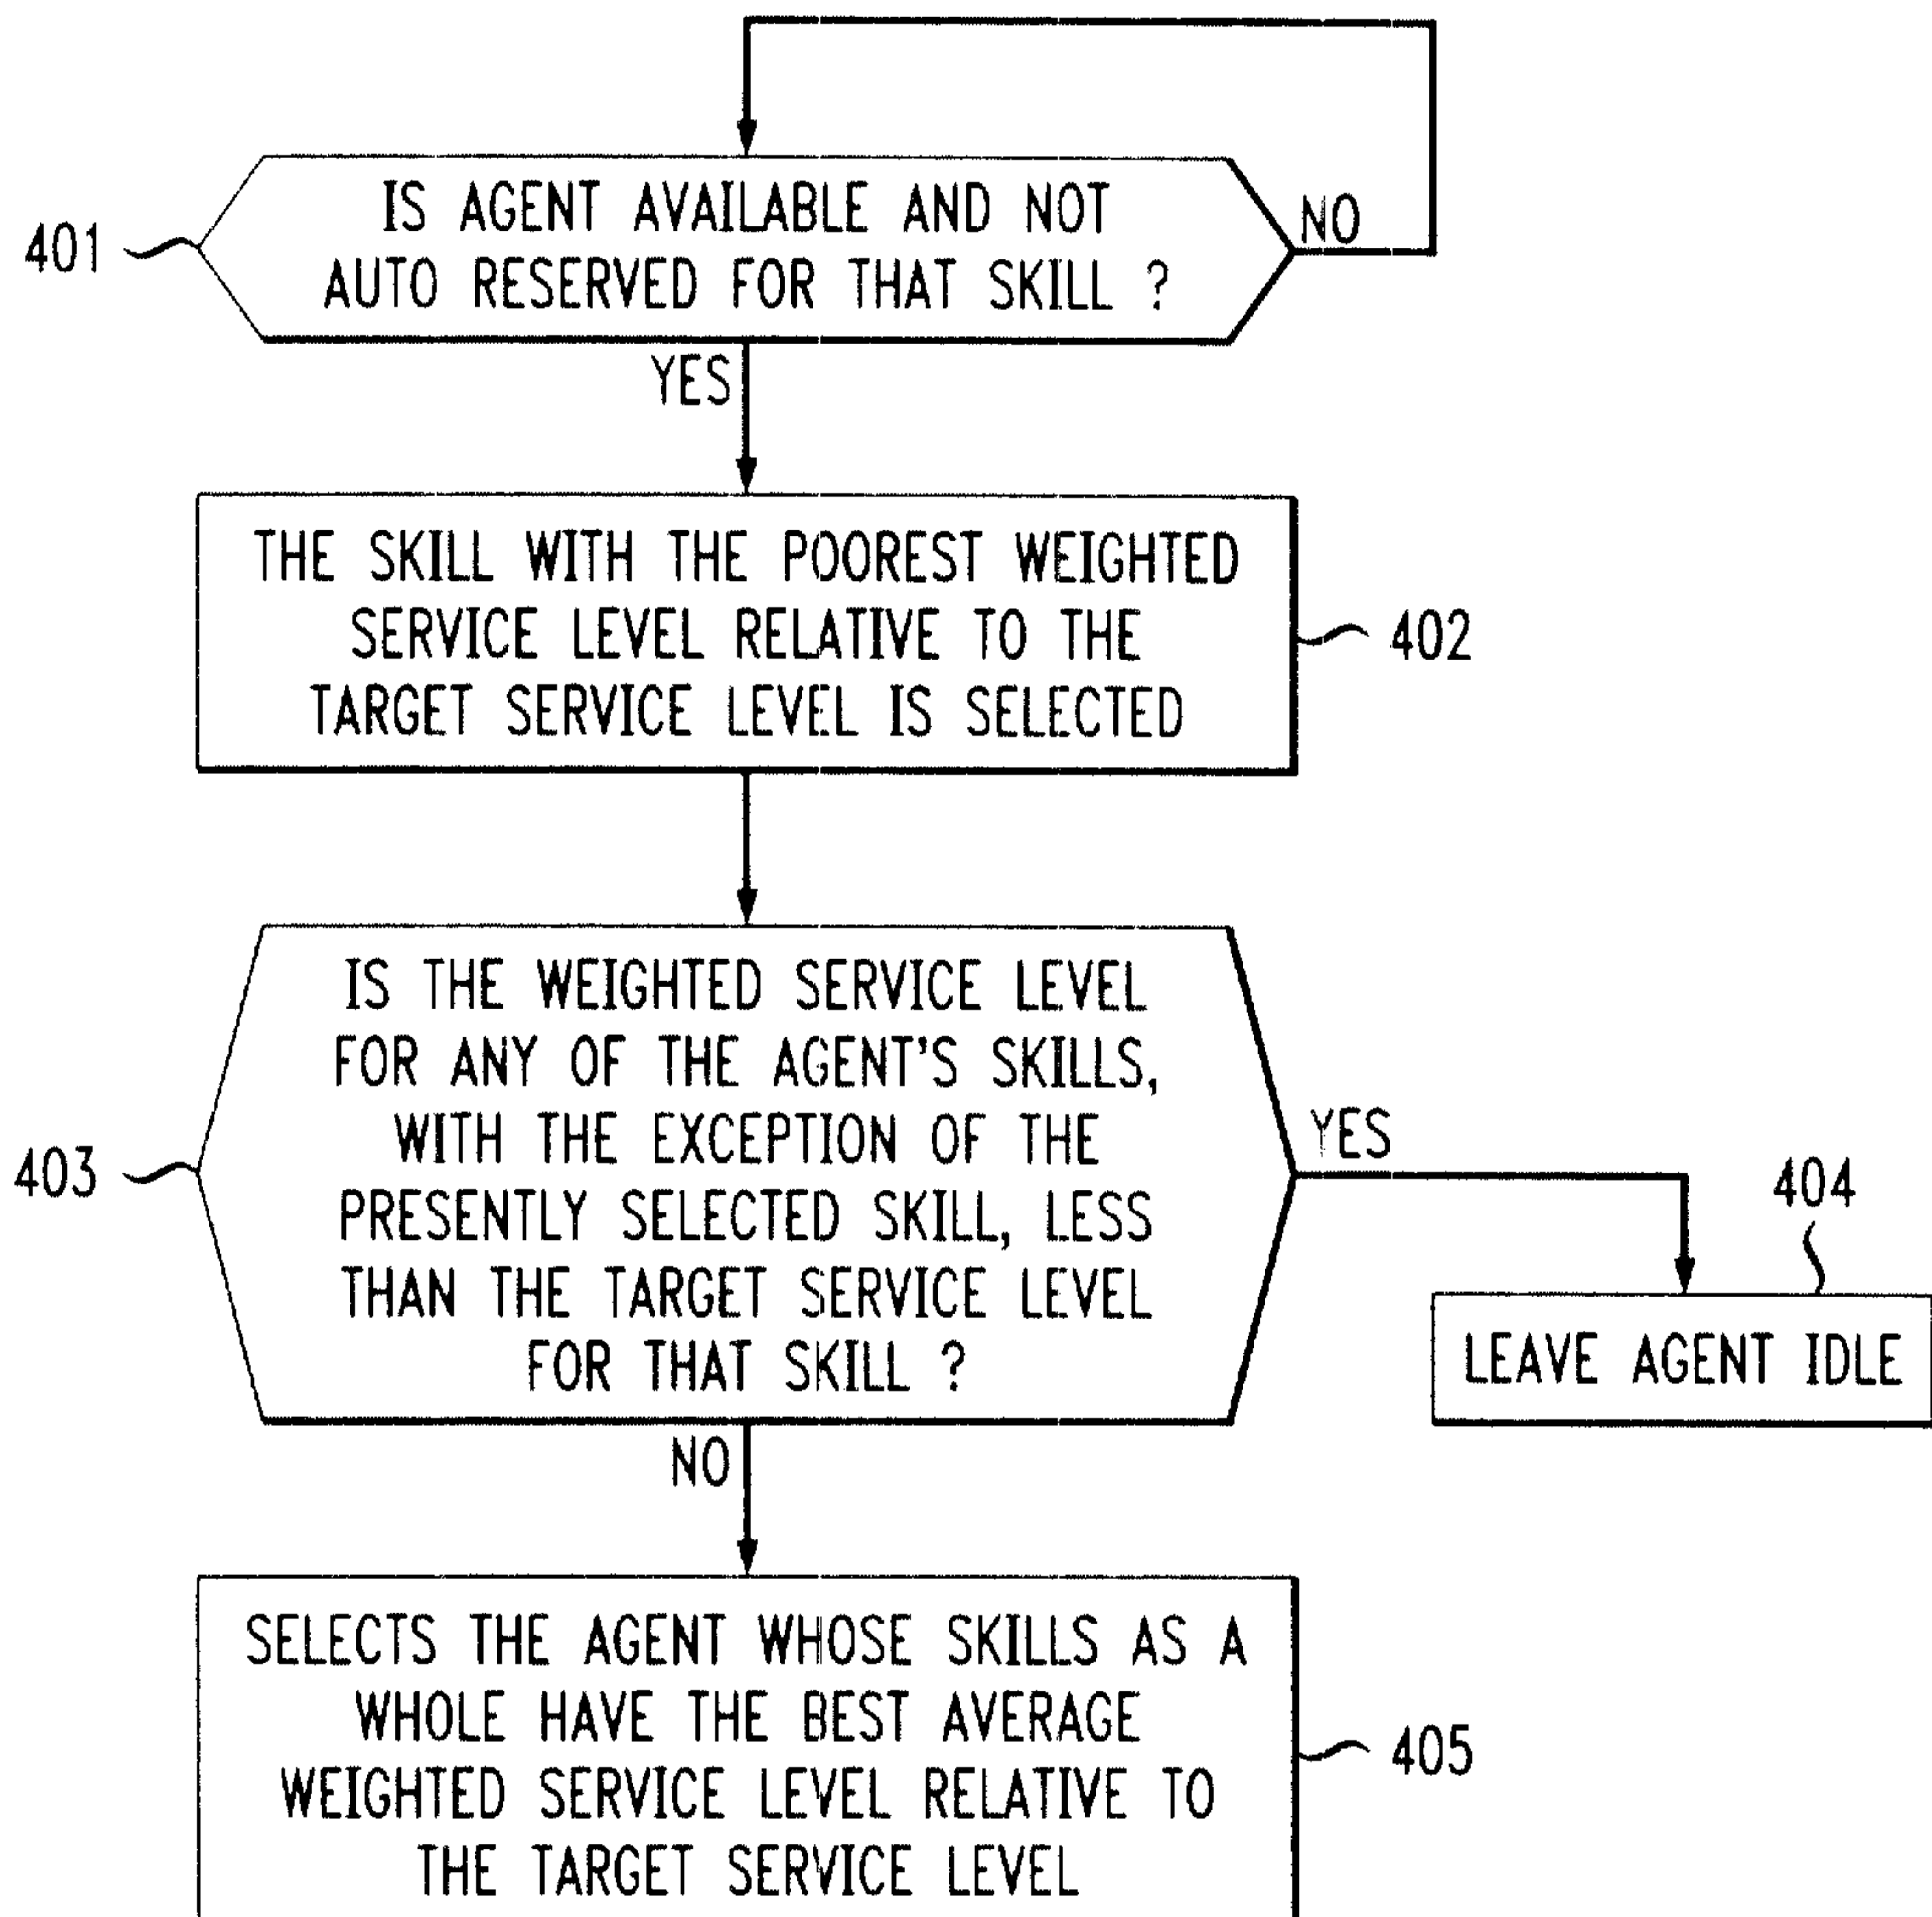 IS AGENT AVAILABLE AND NOT
AUTO RESERVED FOR THAT SKILL ?
NO
401
YES
THE SKILL WITH THE POOREST WEIGHTED
SERVICE LEVEL RELATIVE TO THE
TARGET SERVICE LEVEL IS SELECTED
402
IS THE WEIGHTED SERVICE LEVEL
FOR ANY OF THE AGENT'S SKILLS,
WITH THE EXCEPTION OF THE
PRESENTLY SELECTED SKILL, LESS
THAN THE TARGET SERVICE LEVEL
FOR THAT SKILL ?
403
YES
404
LEAVE AGENT IDLE
NO
SELECTS THE AGENT WHOSE SKILLS AS A
WHOLE HAVE THE BEST AVERAGE
WEIGHTED SERVICE LEVEL RELATIVE TO
THE TARGET SERVICE LEVEL
405